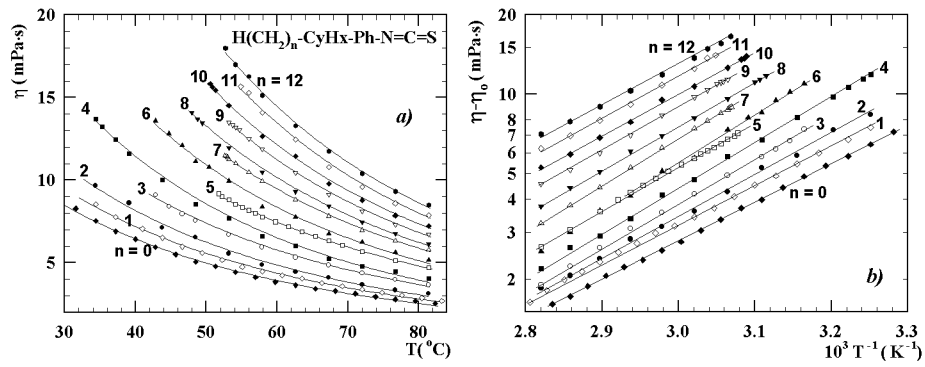 η (mPa·s)
20
15
10
5
H(CH₂)ₙ-CyHx-Ph-N=C=S
10
11
n = 12
4
6
8
9
a)
7
2
3
5
1
n = 0
30 40 50 60 70 80
T(°C)
η-ηₒ (mPa·s)
20
15
10
8
7
6
5
4
3
2
n = 12
11
10
9
8
6
4
7
5
3
2
1
n = 0
b)
2.8 2.9 3.0 3.1 3.2 3.3
10³ T⁻¹ (K⁻¹)